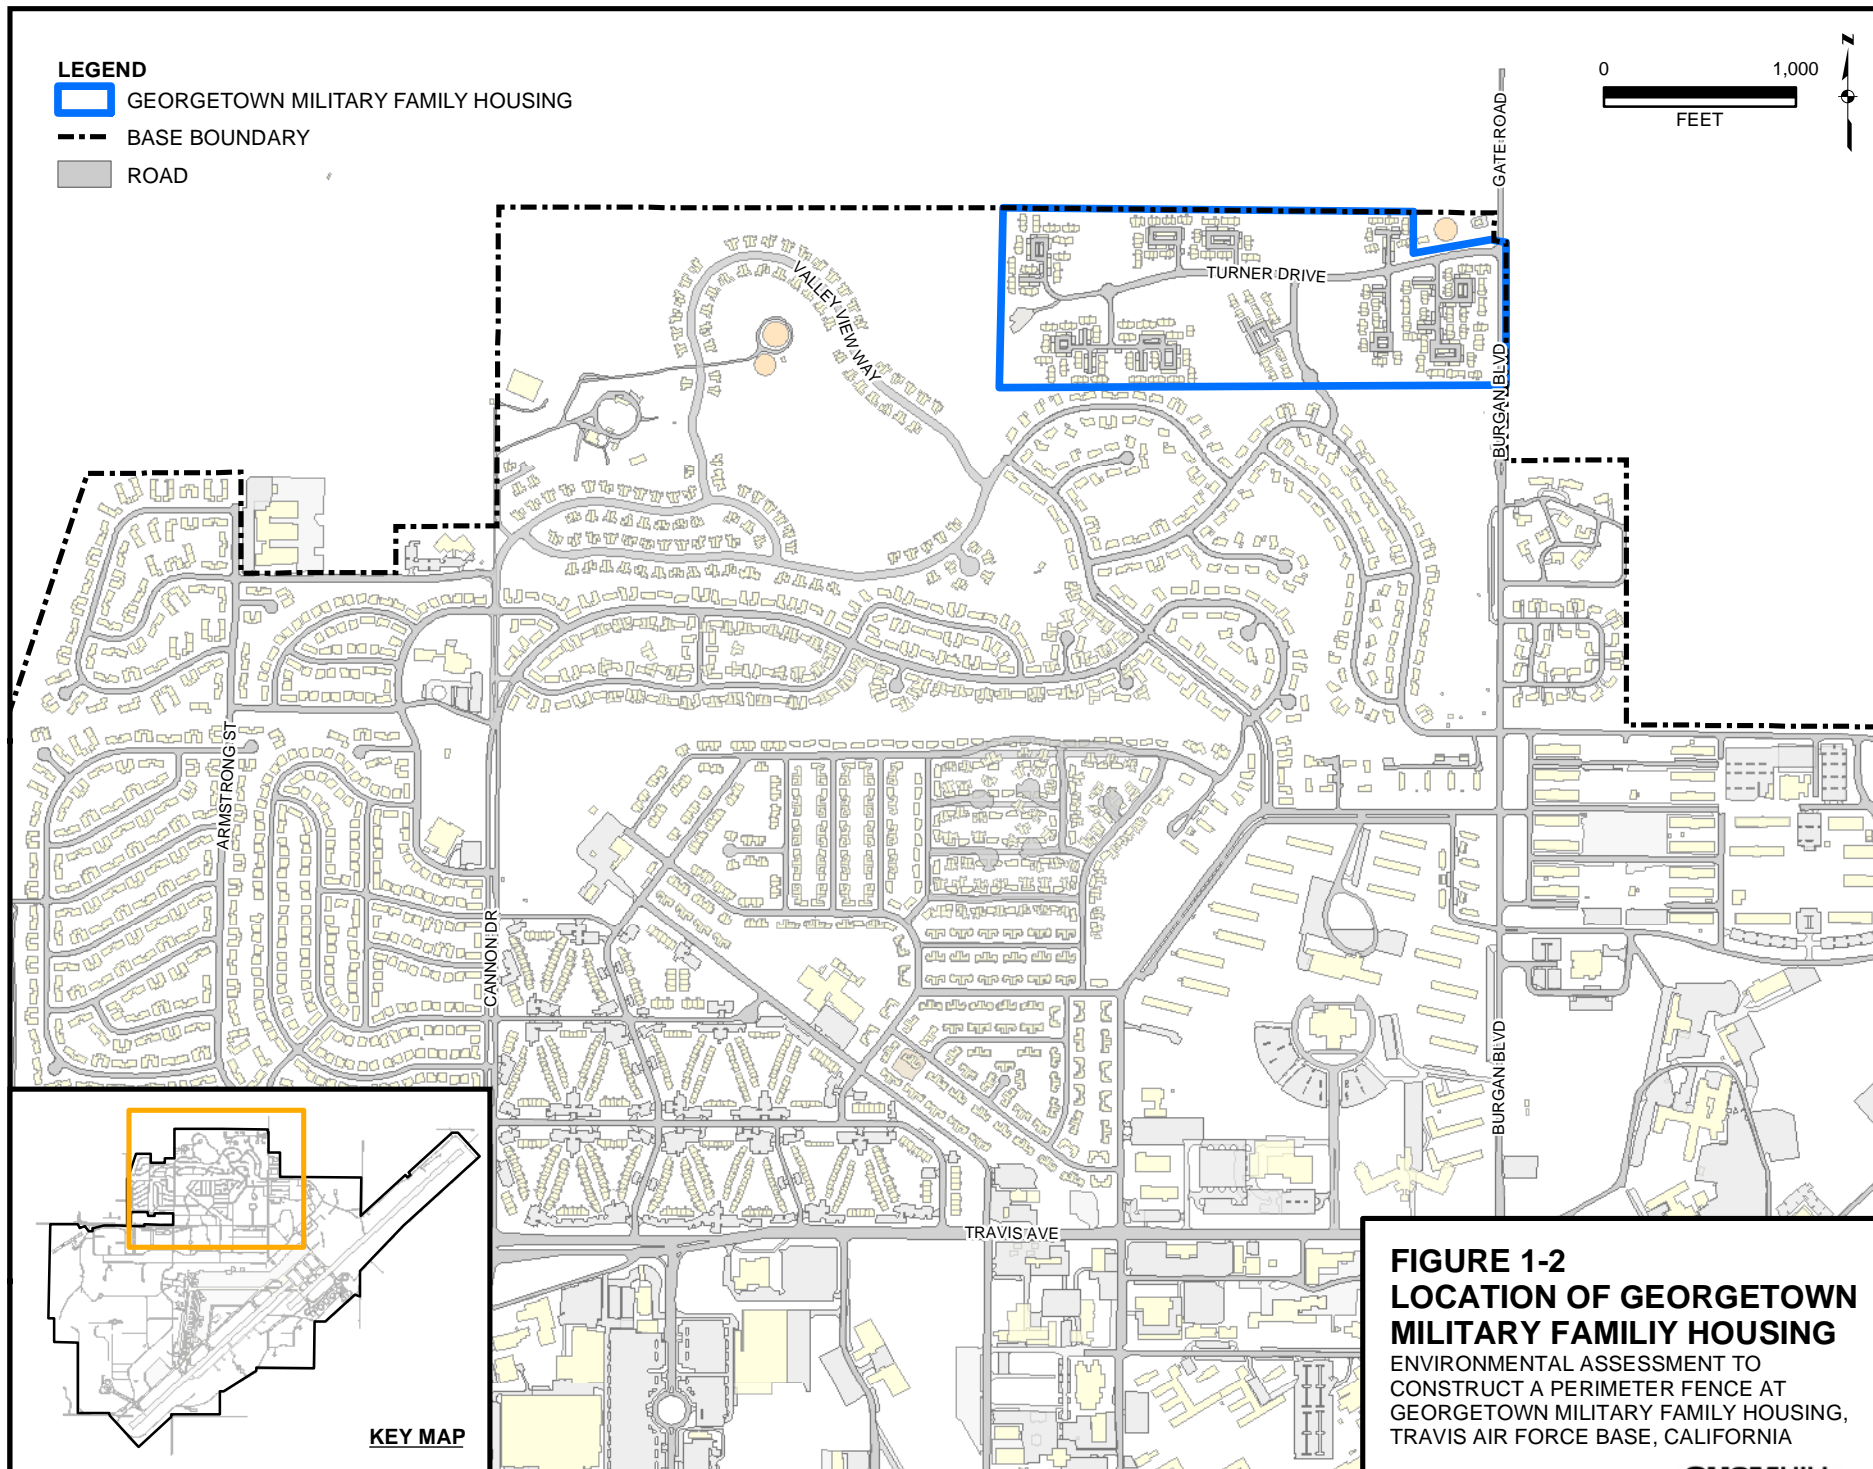 LEGEND
GEORGETOWN MILITARY FAMILY HOUSING
BASE BOUNDARY
ROAD
0 1,000
FEET
Z
GATE ROAD
TURNER DRIVE
VALLEY VIEW WAY
BURGAN BLVD
ARMSTRONG ST
CANNON DR
BURGAN BLVD
TRAVIS AVE
KEY MAP
FIGURE 1-2
LOCATION OF GEORGETOWN
MILITARY FAMILIY HOUSING
ENVIRONMENTAL ASSESSMENT TO
CONSTRUCT A PERIMETER FENCE AT
GEORGETOWN MILITARY FAMILY HOUSING,
TRAVIS AIR FORCE BASE, CALIFORNIA